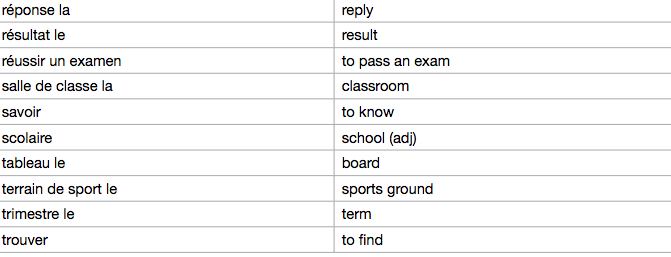 réponse la reply
résultat le result
réussir un examen to pass an exam
salle de classe la classroom
savoir to know
scolaire school (adj)
tableau le board
terrain de sport le sports ground
trimestre le term
trouver to find